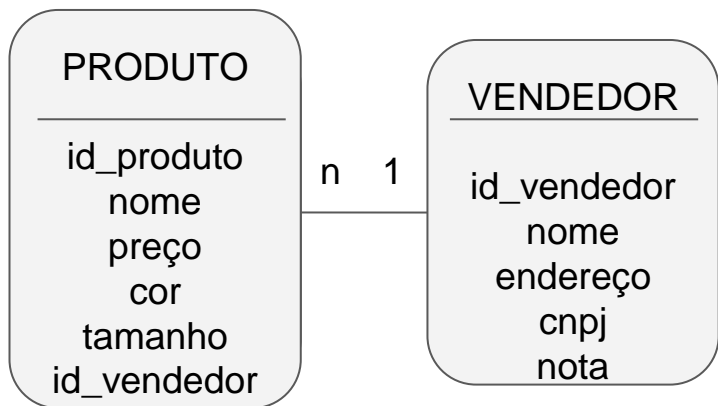 PRODUTO
id_produto
nome
preço
cor
tamanho
id_vendedor
n 1
VENDEDOR
id_vendedor
nome
endereço
cnpj
nota